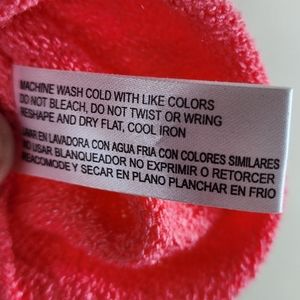 MACHINE WASH COLD WITH LIKE COLORS
DO NOT BLEACH, DO NOT TWIST OR WRING
RESHAPE AND DRY FLAT, COOL IRON
LAVAR EN LAVADORA CON AGUA FRIA CON COLORES SIMILARES
NO USAR BLANQUEADOR NO EXPRIMIR O RETORCER
REACOMODE Y SECAR EN PLANO PLANCHAR EN FRIO